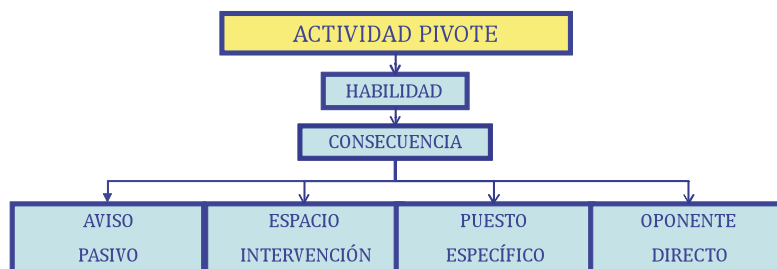 ACTIVIDAD PIVOTE
HABILIDAD
CONSECUENCIA
AVISO
PASIVO
ESPACIO
INTERVENCIÓN
PUESTO
ESPECÍFICO
OPONENTE
DIRECTO